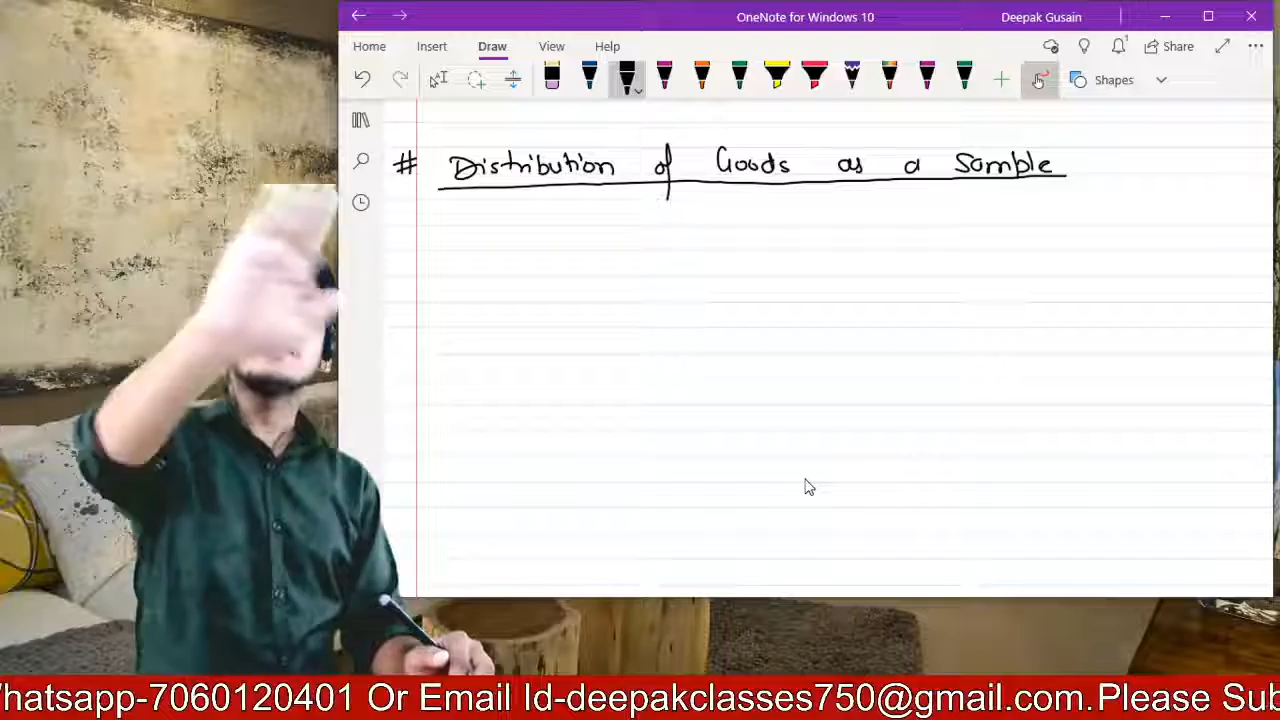 OneNote for Windows 10
Deepak Gusain
Home Insert Draw View Help
Share
Shapes
# Distribution of Goods as a Sample
Whatsapp-7060120401 Or Email Id-deepakclasses750@gmail.com.Please Sub